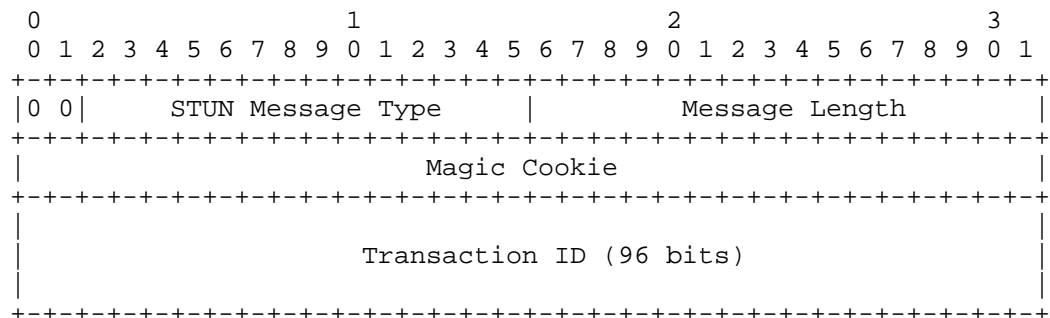 0                   1                   2                   3
 0 1 2 3 4 5 6 7 8 9 0 1 2 3 4 5 6 7 8 9 0 1 2 3 4 5 6 7 8 9 0 1
+-+-+-+-+-+-+-+-+-+-+-+-+-+-+-+-+-+-+-+-+-+-+-+-+-+-+-+-+-+-+-+-+
|0 0|     STUN Message Type     |         Message Length        |
+-+-+-+-+-+-+-+-+-+-+-+-+-+-+-+-+-+-+-+-+-+-+-+-+-+-+-+-+-+-+-+-+
|                         Magic Cookie                          |
+-+-+-+-+-+-+-+-+-+-+-+-+-+-+-+-+-+-+-+-+-+-+-+-+-+-+-+-+-+-+-+-+
|                                                               |
|                     Transaction ID (96 bits)                  |
|                                                               |
+-+-+-+-+-+-+-+-+-+-+-+-+-+-+-+-+-+-+-+-+-+-+-+-+-+-+-+-+-+-+-+-+